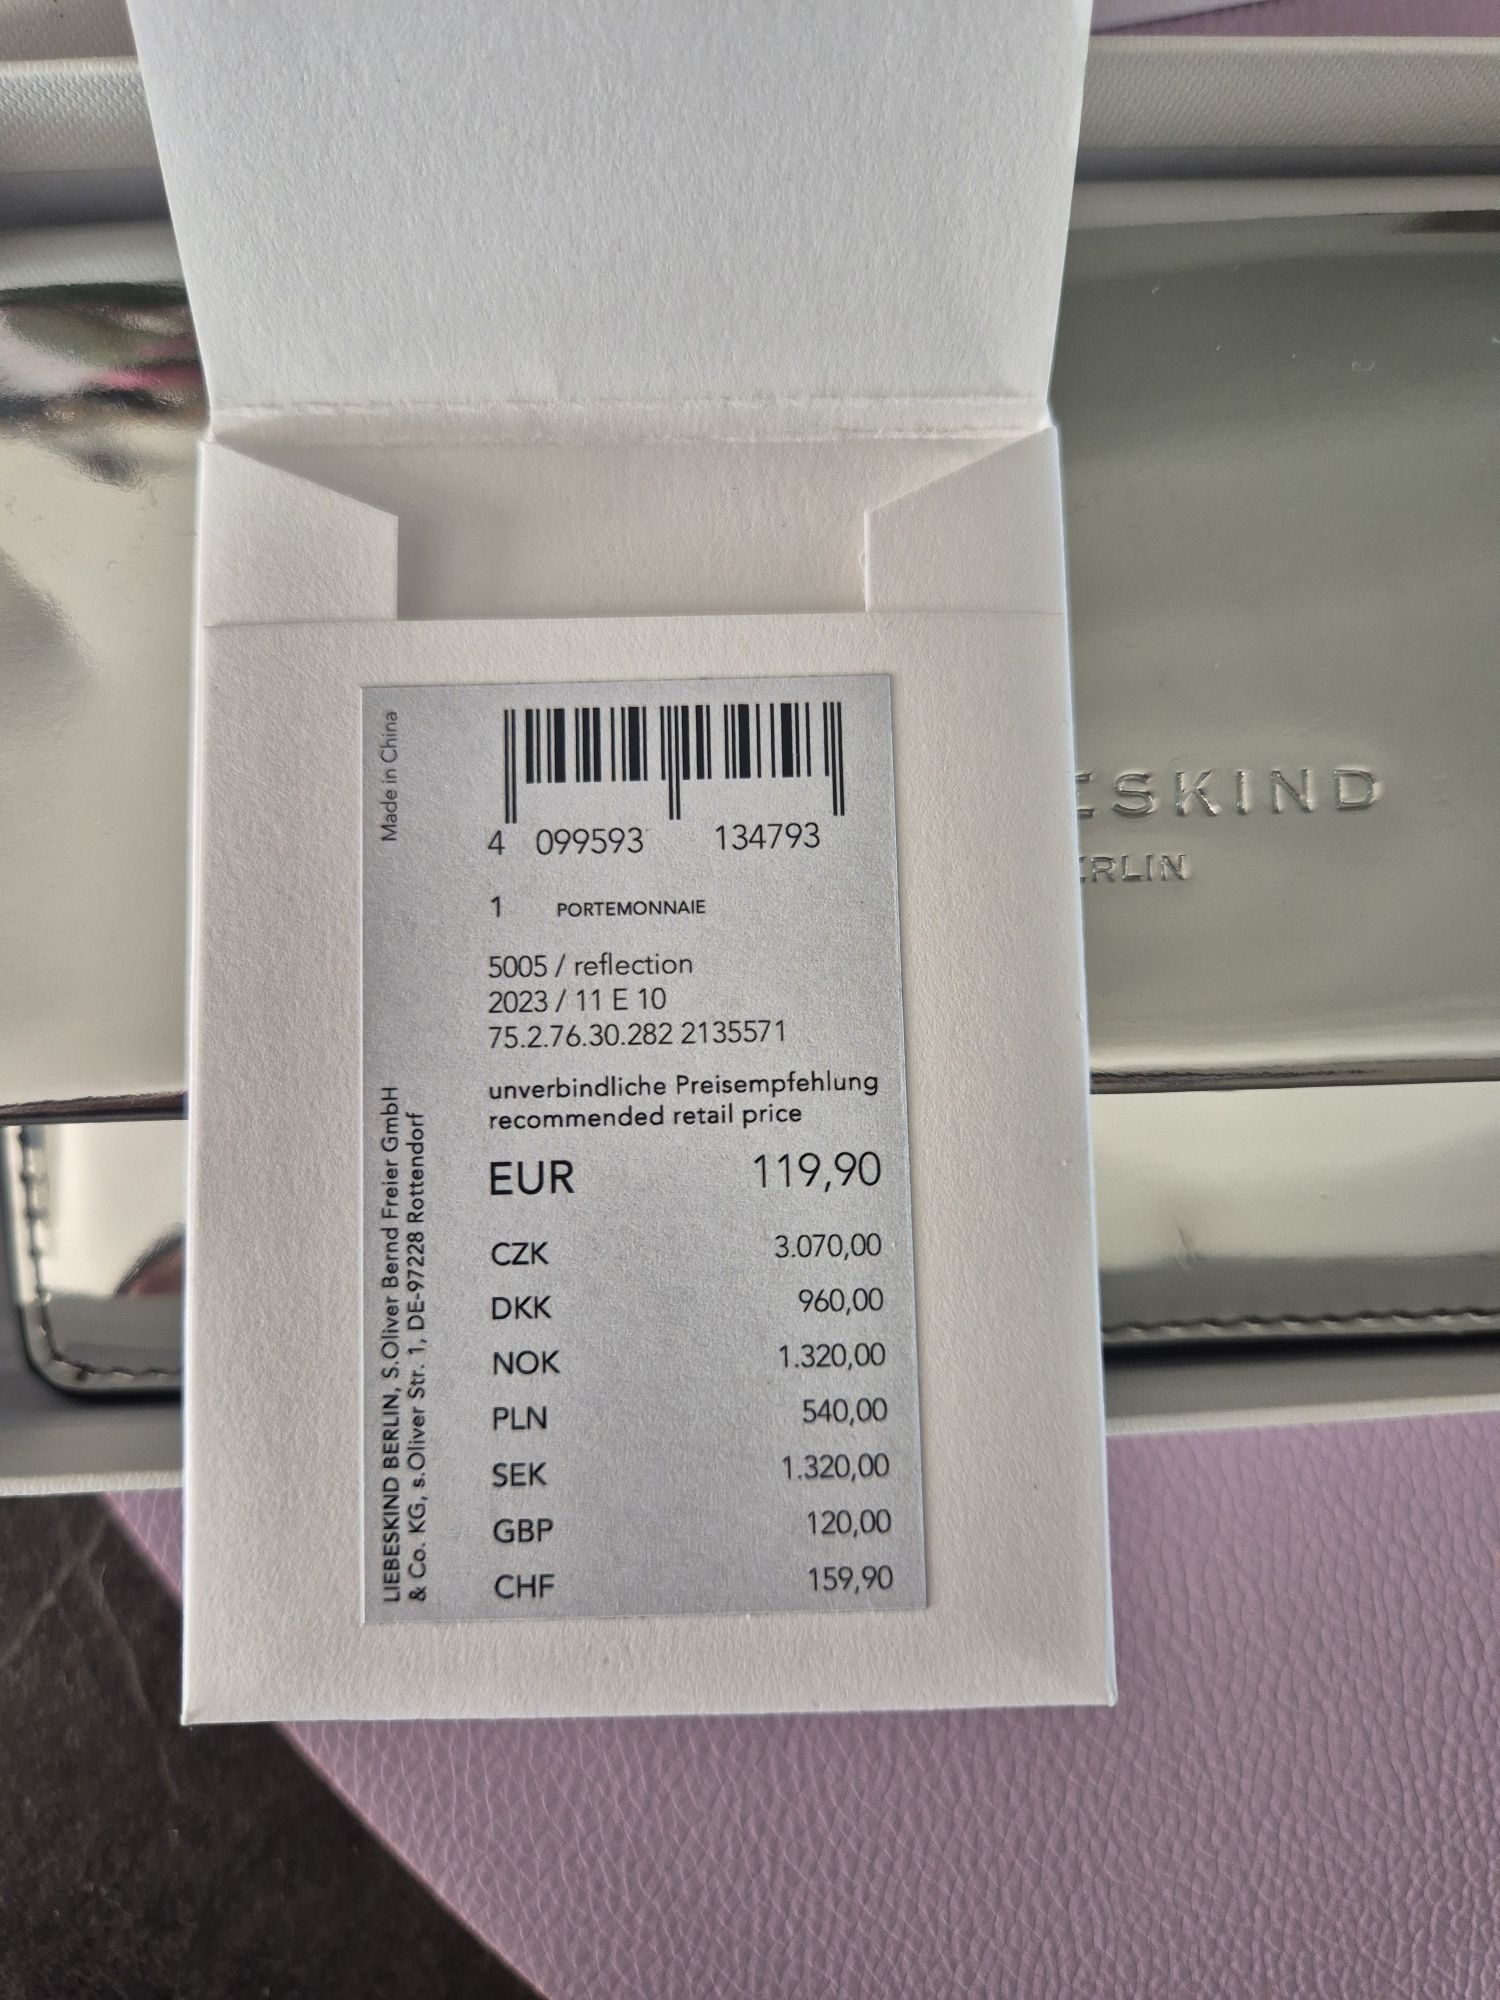 Made in China
4 099593 134793
1 PORTEMONNAIE
5005 / reflection
2023 / 11 E 10
75.2.76.30.282 2135571
unverbindliche Preisempfehlung
recommended retail price
EUR 119,90
CZK 3.070,00
DKK 960,00
NOK 1.320,00
PLN 540,00
SEK 1.320,00
GBP 120,00
CHF 159,90
LIEBESKIND BERLIN, S.Oliver Bernd Freier GmbH
& Co. KG, s.Oliver Str. 1, DE-97228 Rottendorf
ESKIND
ERLIN